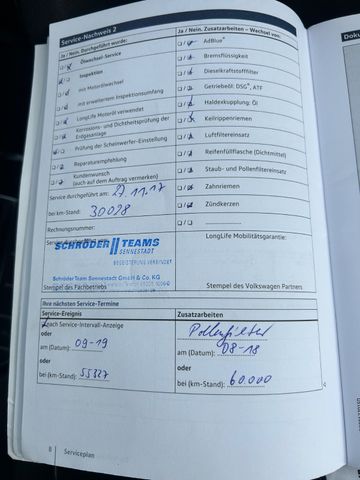 Service-Nachweis 2
Ja / Nein, Durchgeführt wurde:
Ölwechsel-Service
Inspektion
mit Motorölwechsel
mit erweitertem Inspektionsumfang
LongLife Motoröl verwendet
Korrosions- und Dichtheitsprüfung der
Erdgasanlage
Prüfung der Scheinwerfer-Einstellung
Reparaturempfehlung
Kundenwunsch
(auch auf dem Auftrag vermerken)
Service durchgeführt am: 27.11.17
bei km-Stand: 30028
Rechnungsnummer:
Ja / Nein, Zusatzarbeiten – Wechsel von:
AdBlue®
Bremsflüssigkeit
Dieselkraftstofffilter
Getriebeöl: DSG®, ATF
Haldexkupplung: Öl
Keilrippenriemen
Luftfiltereinsatz
Reifenfüllflasche (Dichtmittel)
Staub- und Pollenfiltereinsatz
Zahnriemen
Zündkerzen
LongLife Mobilitätsgarantie:
SCHRÖDER TEAMS
SENNESTADT
BEGEISTERUNG VERBINDET
Schröder Team Sennestadt GmbH & Co. KG
Stempel des Fachbetriebs
Stempel des Volkswagen Partners
Ihre nächsten Service-Termine
Service-Ereignis
nach Service-Intervall-Anzeige
oder
am (Datum): 09-19
oder
bei (km-Stand): 55327
Zusatzarbeiten
Pollenfilter
am (Datum): 08-18
oder
bei (km-Stand): 60.000
8 Serviceplan